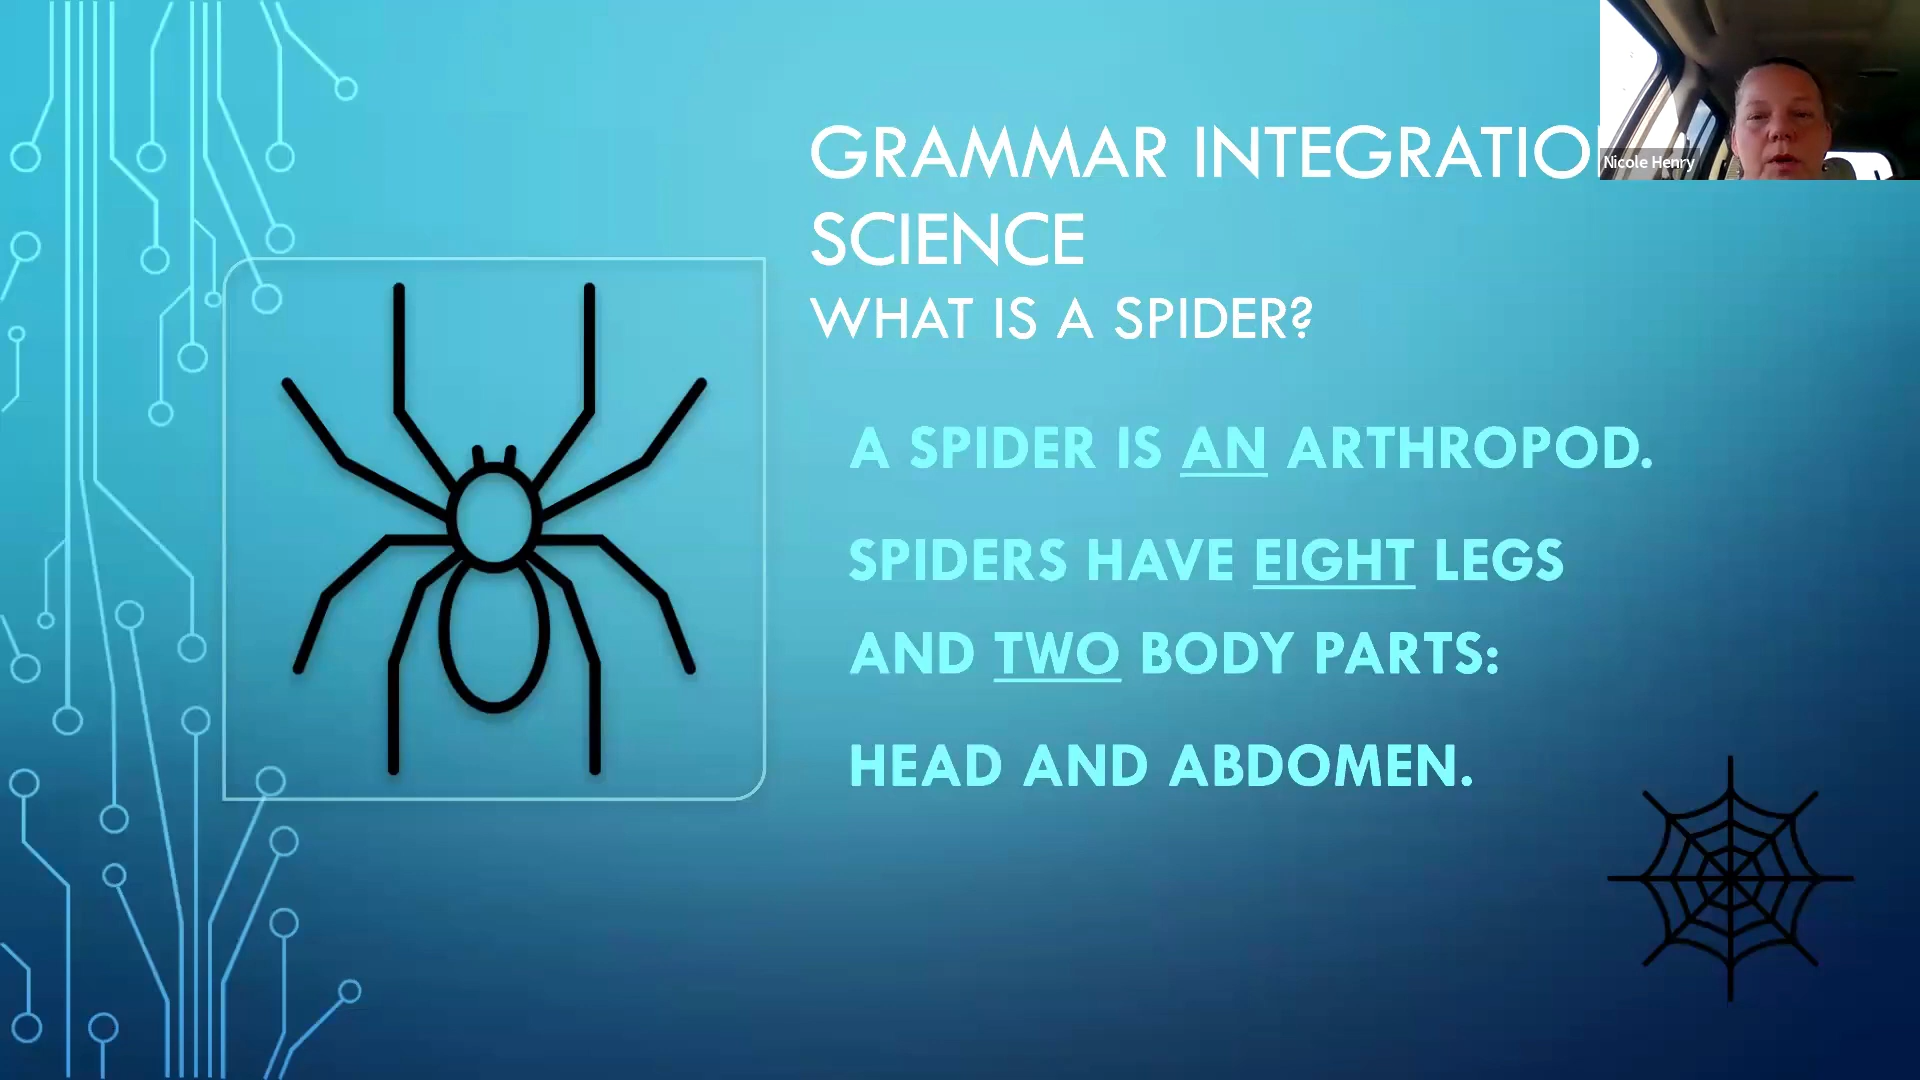 GRAMMAR INTEGRATIO
SCIENCE
WHAT IS A SPIDER?
A SPIDER IS AN ARTHROPOD.
SPIDERS HAVE EIGHT LEGS
AND TWO BODY PARTS:
HEAD AND ABDOMEN.
Nicole Henry